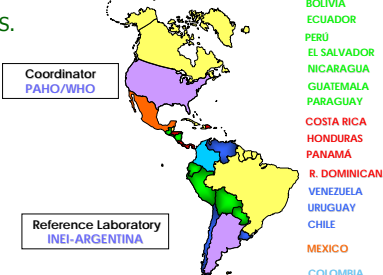 s.
Coordinator
PAHO/WHO
Reference Laboratory
INEI-ARGENTINA
BOLIVIA
ECUADOR
PERÚ
EL SALVADOR
NICARAGUA
GUATEMALA
PARAGUAY
COSTA RICA
HONDURAS
PANAMÁ
R. DOMINICAN
VENEZUELA
URUGUAY
CHILE
MEXICO
COLOMBIA